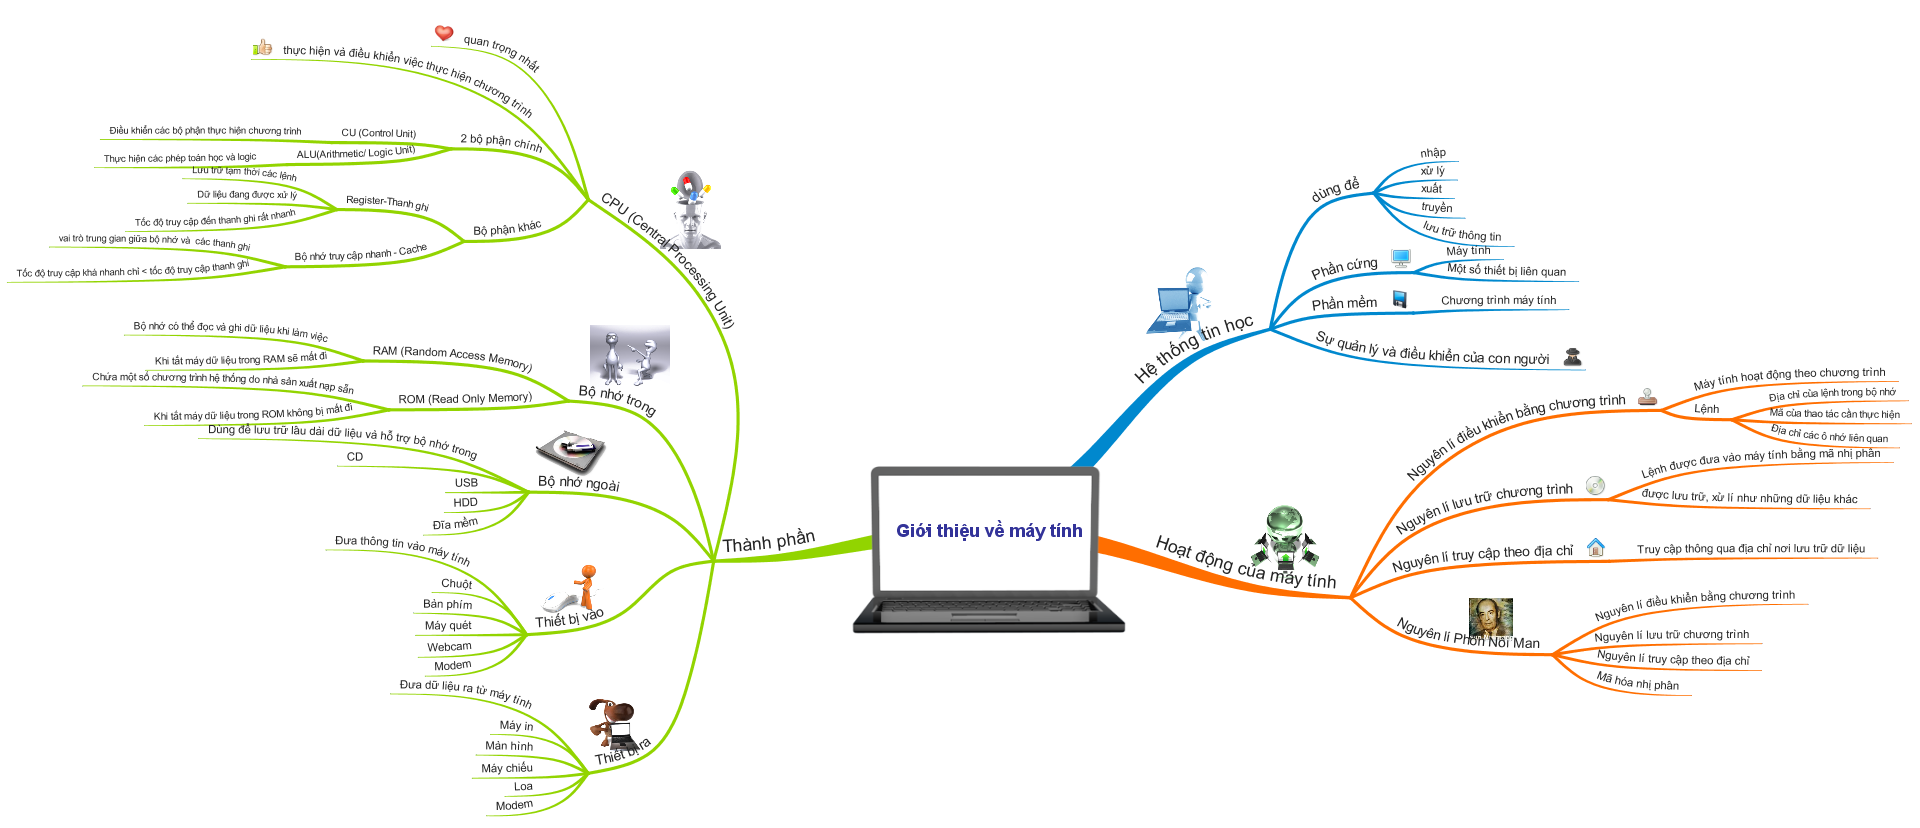 Giới thiệu về máy tính
Hệ thống tin học
dùng để
nhập
xử lý
xuất
truyền
lưu trữ thông tin
Phần cứng
Máy tính
Một số thiết bị liên quan
Phần mềm
Chương trình máy tính
Sự quản lý và điều khiển của con người
Hoạt động của máy tính
Nguyên lí điều khiển bằng chương trình
Máy tính hoạt động theo chương trình
Lệnh
Địa chỉ của lệnh trong bộ nhớ
Mã của thao tác cần thực hiện
Địa chỉ các ô nhớ liên quan
Nguyên lí lưu trữ chương trình
Lệnh được đưa vào máy tính bằng mã nhị phân
được lưu trữ, xử lí như những dữ liệu khác
Nguyên lí truy cập theo địa chỉ
Truy cập thông qua địa chỉ nơi lưu trữ dữ liệu
Nguyên lí Phôn Nôi Man
Nguyên lí điều khiển bằng chương trình
Nguyên lí lưu trữ chương trình
Nguyên lí truy cập theo địa chỉ
Mã hóa nhị phân
Thành phần
CPU (Central Processing Unit)
quan trọng nhất
thực hiện và điều khiển việc thực hiện chương trình
2 bộ phận chính
CU (Control Unit)
Điều khiển các bộ phận thực hiện chương trình
ALU(Arithmetic/ Logic Unit)
Thực hiện các phép toán học và logic
Bộ phận khác
Register-Thanh ghi
Lưu trữ tạm thời các lệnh
Dữ liệu đang được xử lý
Tốc độ truy cập đến thanh ghi rất nhanh
Bộ nhớ truy cập nhanh - Cache
vai trò trung gian giữa bộ nhớ và các thanh ghi
Tốc độ truy cập khá nhanh chỉ < tốc độ truy cập thanh ghi
Bộ nhớ trong
RAM (Random Access Memory)
Bộ nhớ có thể đọc và ghi dữ liệu khi làm việc
Khi tắt máy dữ liệu trong RAM sẽ mất đi
ROM (Read Only Memory)
Chứa một số chương trình hệ thống do nhà sản xuất nạp sẵn
Khi tắt máy dữ liệu trong ROM không bị mất đi
Bộ nhớ ngoài
Dùng để lưu trữ lâu dài dữ liệu và hỗ trợ bộ nhớ trong
CD
USB
HDD
Đĩa mềm
Thiết bị vào
Đưa thông tin vào máy tính
Chuột
Bàn phím
Máy quét
Webcam
Modem
Thiết bị ra
Đưa dữ liệu ra từ máy tính
Máy in
Màn hình
Máy chiếu
Loa
Modem